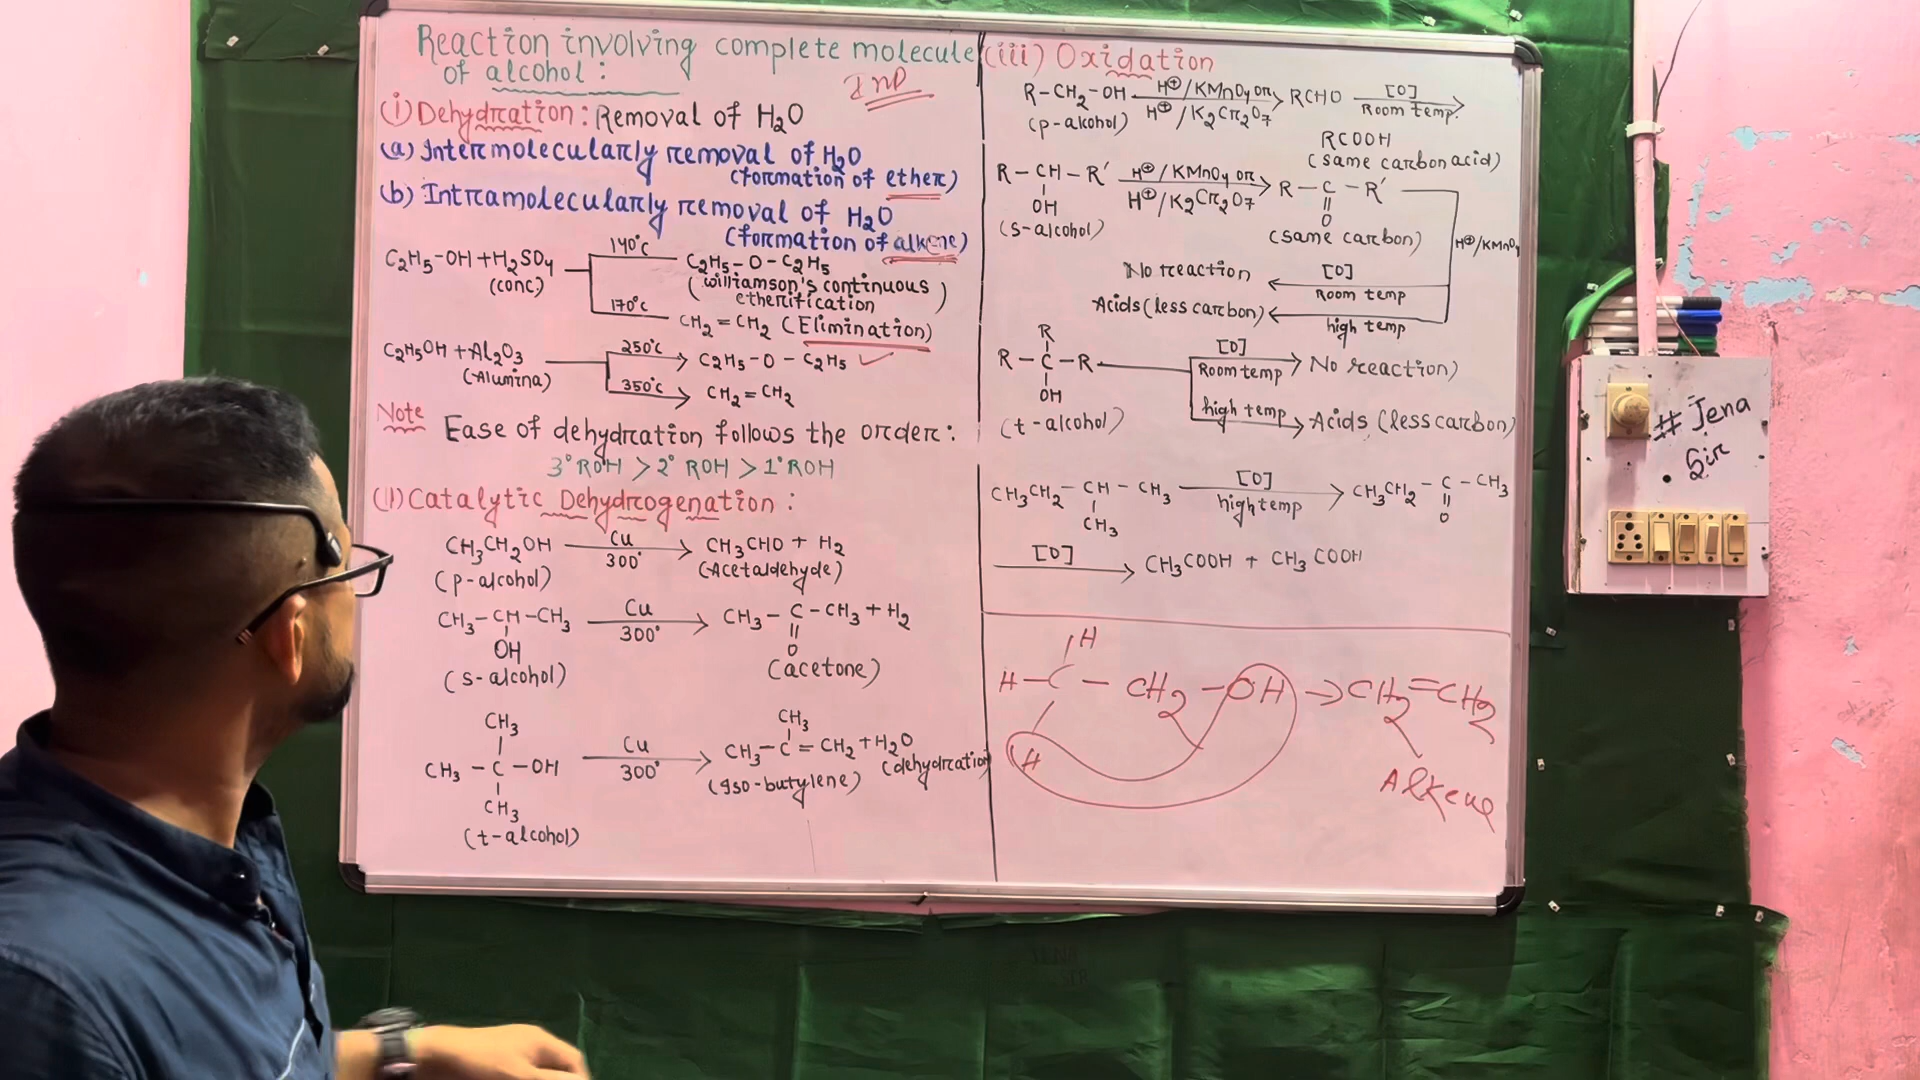 Reaction involving complete molecule
of alcohol :
Imp
(i) Dehydration : Removal of H₂O
(a) Intermolecularly removal of H₂O
(formation of ether)
(b) Intramolecularly removal of H₂O
(formation of alkene)
C₂H₅-OH + H₂SO₄
(conc.)
140°c
C₂H₅ - O - C₂H₅
(williamson's continuous
etherification)
170°c
CH₂ = CH₂ (Elimination)
C₂H₅OH + Al₂O₃
(Alumina)
250°c
C₂H₅ - O - C₂H₅ ✓
350°c
CH₂ = CH₂
Note
Ease of dehydration follows the order :
3° ROH > 2° ROH > 1° ROH
(II) Catalytic Dehydrogenation :
CH₃CH₂OH Cu 300° → CH₃CHO + H₂
(p-alcohol) (Acetaldehyde)
CH₃ - CH - CH₃ Cu 300° → CH₃ - C - CH₃ + H₂
OH O
(s-alcohol) (acetone)
CH₃ CH₃
CH₃ - C - OH Cu 300° → CH₃ - C = CH₂ + H₂O
CH₃ (Iso-butylene) (dehydration
(t-alcohol)
(iii) Oxidation
R - CH₂ - OH H⊕/KMnO₄ or H⊕/K₂Cr₂O₇ → RCHO [O] Room temp. →
(p-alcohol)
RCOOH
(same carbon acid)
R - CH - R' H⊕/KMnO₄ or H⊕/K₂Cr₂O₇ → R - C - R'
OH O
(s-alcohol) (same carbon)
H⊕/KMnO₄
No reaction ← [O] Room temp
Acids (less carbon) ← high temp
R
R - C - R
OH
(t-alcohol)
[O] Room temp → No reaction)
high temp → Acids (less carbon)
CH₃CH₂ - CH - CH₃ [O] high temp → CH₃CH₂ - C - CH₃
CH₃ O
[O] → CH₃COOH + CH₃COOH
H
H - C - CH₂ - OH → CH₂ = CH₂
H
Alkene
# Jena
Sir